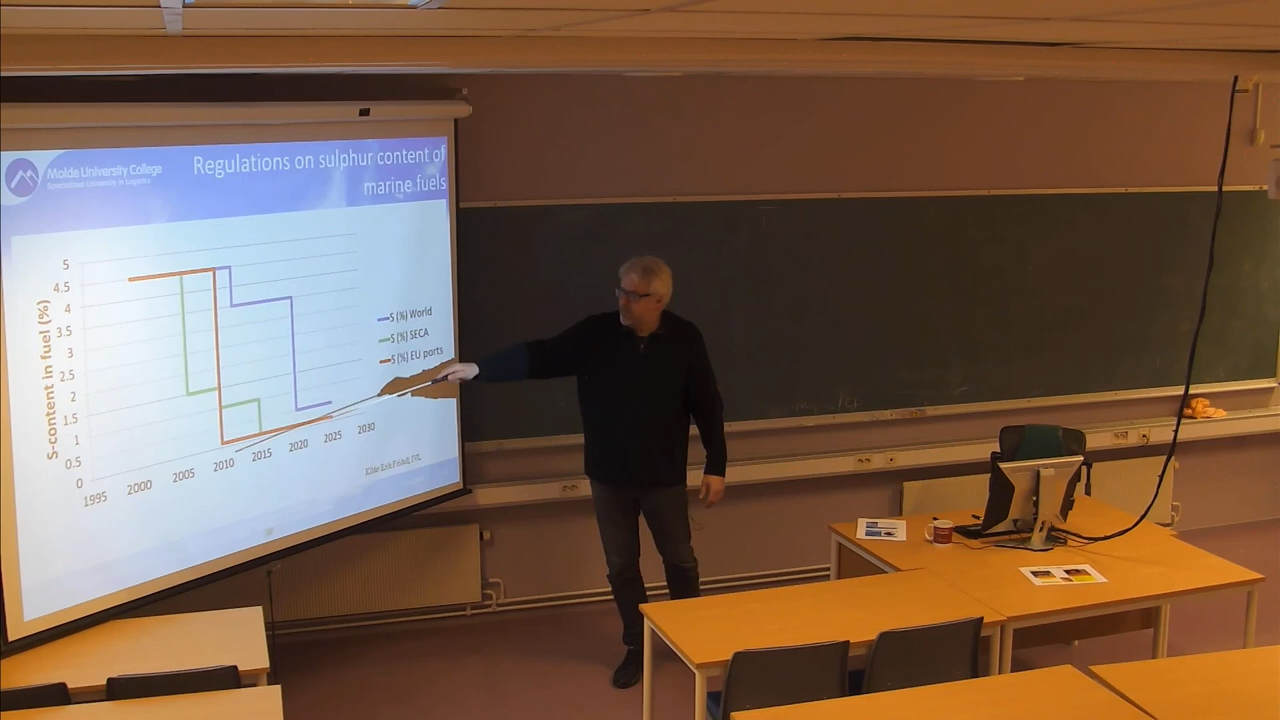 Molde University College
Specialized University in Logistics
Regulations on sulphur content of
marine fuels
S-content in fuel (%)
5
4.5
4
3.5
3
2.5
2
1.5
1
0.5
0
1995
2000
2005
2010
2015
2020
2025
2030
S (%) World
S (%) SECA
S (%) EU ports